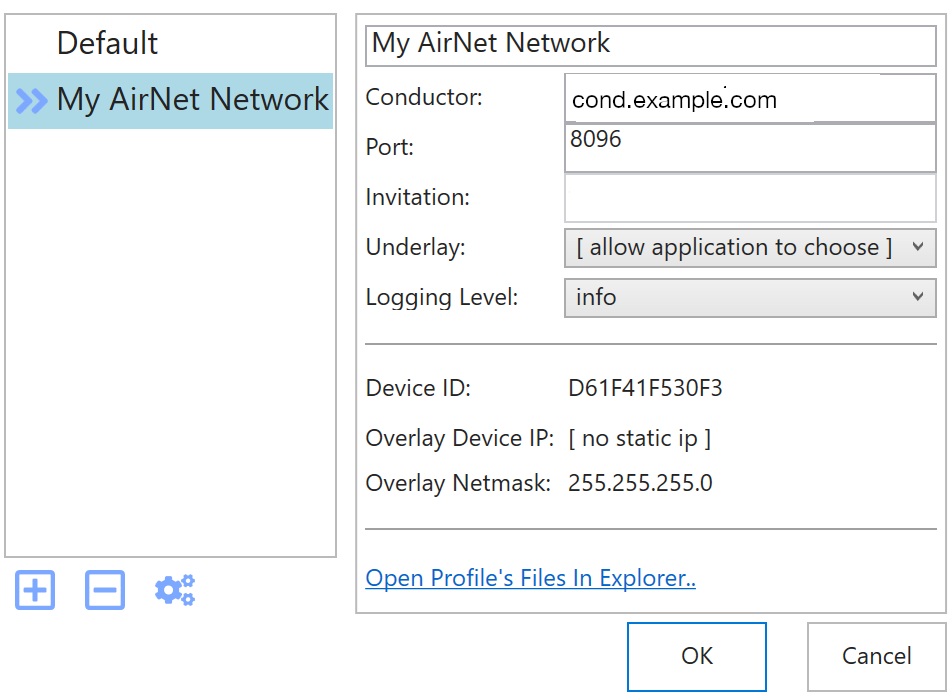 Default
My AirNet Network
My AirNet Network
Conductor: cond.example.com
Port: 8096
Invitation:
Underlay: [ allow application to choose ]
Logging Level: info
Device ID: D61F41F530F3
Overlay Device IP: [ no static ip ]
Overlay Netmask: 255.255.255.0
Open Profile's Files In Explorer..
OK Cancel